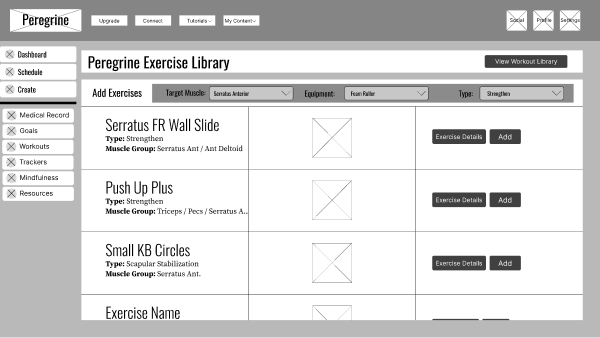 Peregrine
Upgrade
Connect
Tutorials
My Content
Social
Profile
Settings
Dashboard
Schedule
Create
Medical Record
Goals
Workouts
Trackers
Mindfulness
Resources
Peregrine Exercise Library
View Workout Library
Add Exercises
Target Muscle:
Serratus Anterior
Equipment:
Foam Roller
Type:
Strengthen
Serratus FR Wall Slide
Type: Strengthen
Muscle Group: Serratus Ant / Ant Deltoid
Exercise Details
Add
Push Up Plus
Type: Strengthen
Muscle Group: Triceps / Pecs / Serratus A...
Exercise Details
Add
Small KB Circles
Type: Scapular Stabilization
Muscle Group: Serratus Ant.
Exercise Details
Add
Exercise Name